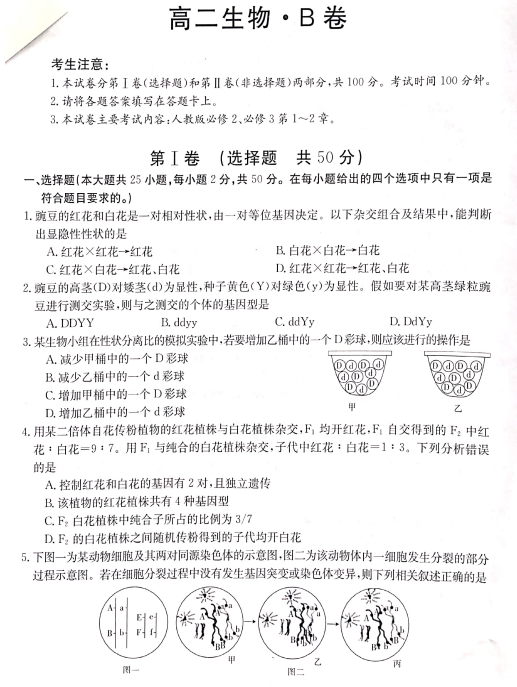 高二生物·B卷
考生注意:
1. 本试卷分第Ⅰ卷(选择题)和第Ⅱ卷(非选择题)两部分,共 100 分。考试时间 100 分钟。
2. 请将各题答案填写在答题卡上。
3. 本试卷主要考试内容:人教版必修 2、必修 3 第 1~2 章。
第Ⅰ卷 (选择题 共 50 分)
一、选择题(本大题共 25 小题,每小题 2 分,共 50 分。在每小题给出的四个选项中只有一项是
符合题目要求的。)
1. 豌豆的红花和白花是一对相对性状,由一对等位基因决定。以下杂交组合及结果中,能判断
出显隐性性状的是
A. 红花×红花→红花 B. 白花×白花→白花
C. 红花×白花→红花、白花 D. 红花×红花→红花、白花
2. 豌豆的高茎(D)对矮茎(d)为显性,种子黄色(Y)对绿色(y)为显性。假如要对某高茎绿粒豌
豆进行测交实验,则与之测交的个体的基因型是
A. DDYY B. ddyy C. ddYy D. DdYy
3. 某生物小组在性状分离比的模拟实验中,若要增加乙桶中的一个 D 彩球,则应该进行的操作是
A. 减少甲桶中的一个 D 彩球
B. 减少乙桶中的一个 d 彩球
C. 增加甲桶中的一个 D 彩球
D. 增加乙桶中的一个 d 彩球
甲 乙
4. 用某二倍体自花传粉植物的红花植株与白花植株杂交,F₁ 均开红花,F₁ 自交得到的 F₂ 中红
花∶白花=9∶7。用 F₁ 与纯合的白花植株杂交,子代中红花∶白花=1∶3。下列分析错误
的是
A. 控制红花和白花的基因有 2 对,且独立遗传
B. 该植物的红花植株共有 4 种基因型
C. F₂ 白花植株中纯合子所占的比例为 3/7
D. F₂ 的白花植株之间随机传粉得到的子代均开白花
5. 下图一为某动物细胞及其两对同源染色体的示意图,图二为该动物体内一细胞发生分裂的部分
过程示意图。若在细胞分裂过程中没有发生基因突变或染色体变异,则下列相关叙述正确的是
A a E e
B b F f
甲 乙 丙
图一 图二